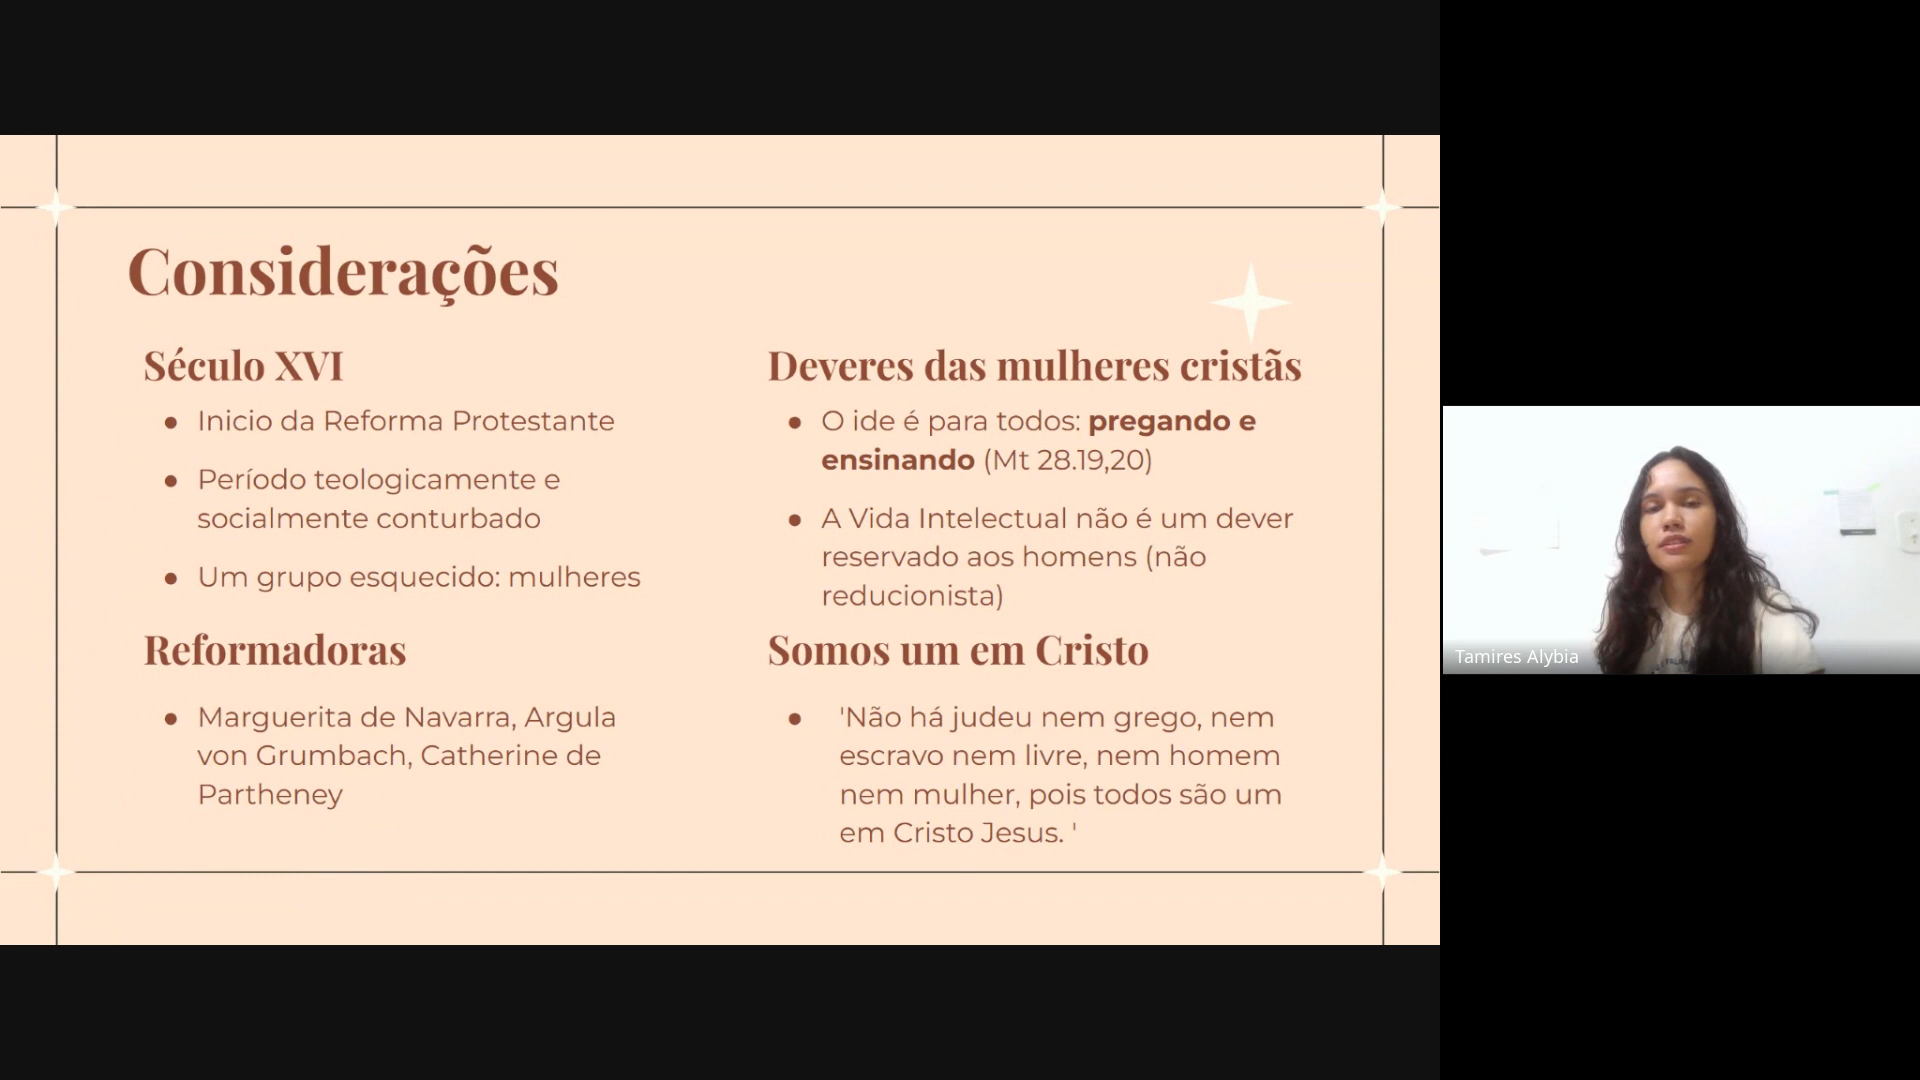 Considerações
Século XVI
● Inicio da Reforma Protestante
● Período teologicamente e
socialmente conturbado
● Um grupo esquecido: mulheres
Reformadoras
● Marguerita de Navarra, Argula
von Grumbach, Catherine de
Partheney
Deveres das mulheres cristãs
● O ide é para todos: pregando e
ensinando (Mt 28.19,20)
● A Vida Intelectual não é um dever
reservado aos homens (não
reducionista)
Somos um em Cristo
● 'Não há judeu nem grego, nem
escravo nem livre, nem homem
nem mulher, pois todos são um
em Cristo Jesus. '
Tamires Alybia